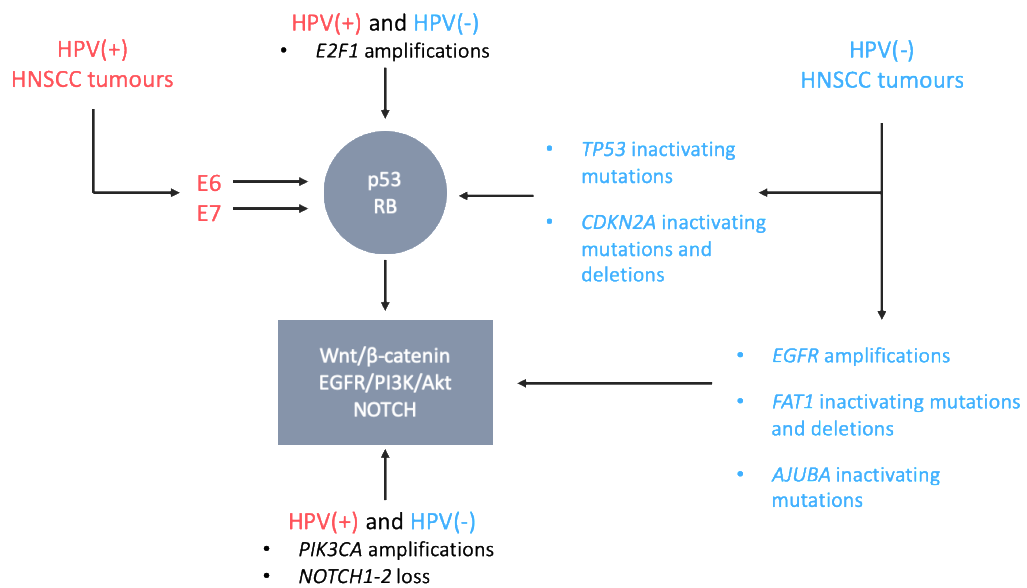 HPV(+) and HPV(-)
• E2F1 amplifications
HPV(+)
HNSCC tumours
HPV(-)
HNSCC tumours
E6
E7
p53
RB
• TP53 inactivating
mutations
• CDKN2A inactivating
mutations and
deletions
Wnt/β-catenin
EGFR/PI3K/Akt
NOTCH
• EGFR amplifications
• FAT1 inactivating mutations
and deletions
• AJUBA inactivating
mutations
HPV(+) and HPV(-)
• PIK3CA amplifications
• NOTCH1-2 loss